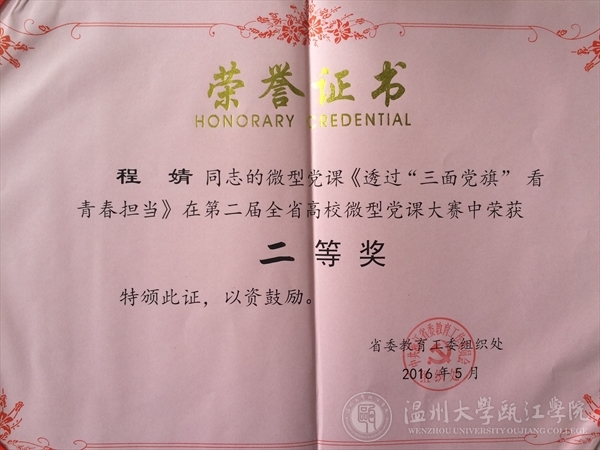 荣誉证书
HONORARY CREDENTIAL
程 婧 同志的微型党课《透过“三面党旗” 看
青春担当》在第二届全省高校微型党课大赛中荣获
二等奖
特颁此证，以资鼓励。
省委教育工委组织处
2016年5月
温州大学瓯江学院
WENZHOU UNIVERSITY OUJIANG COLLEGE